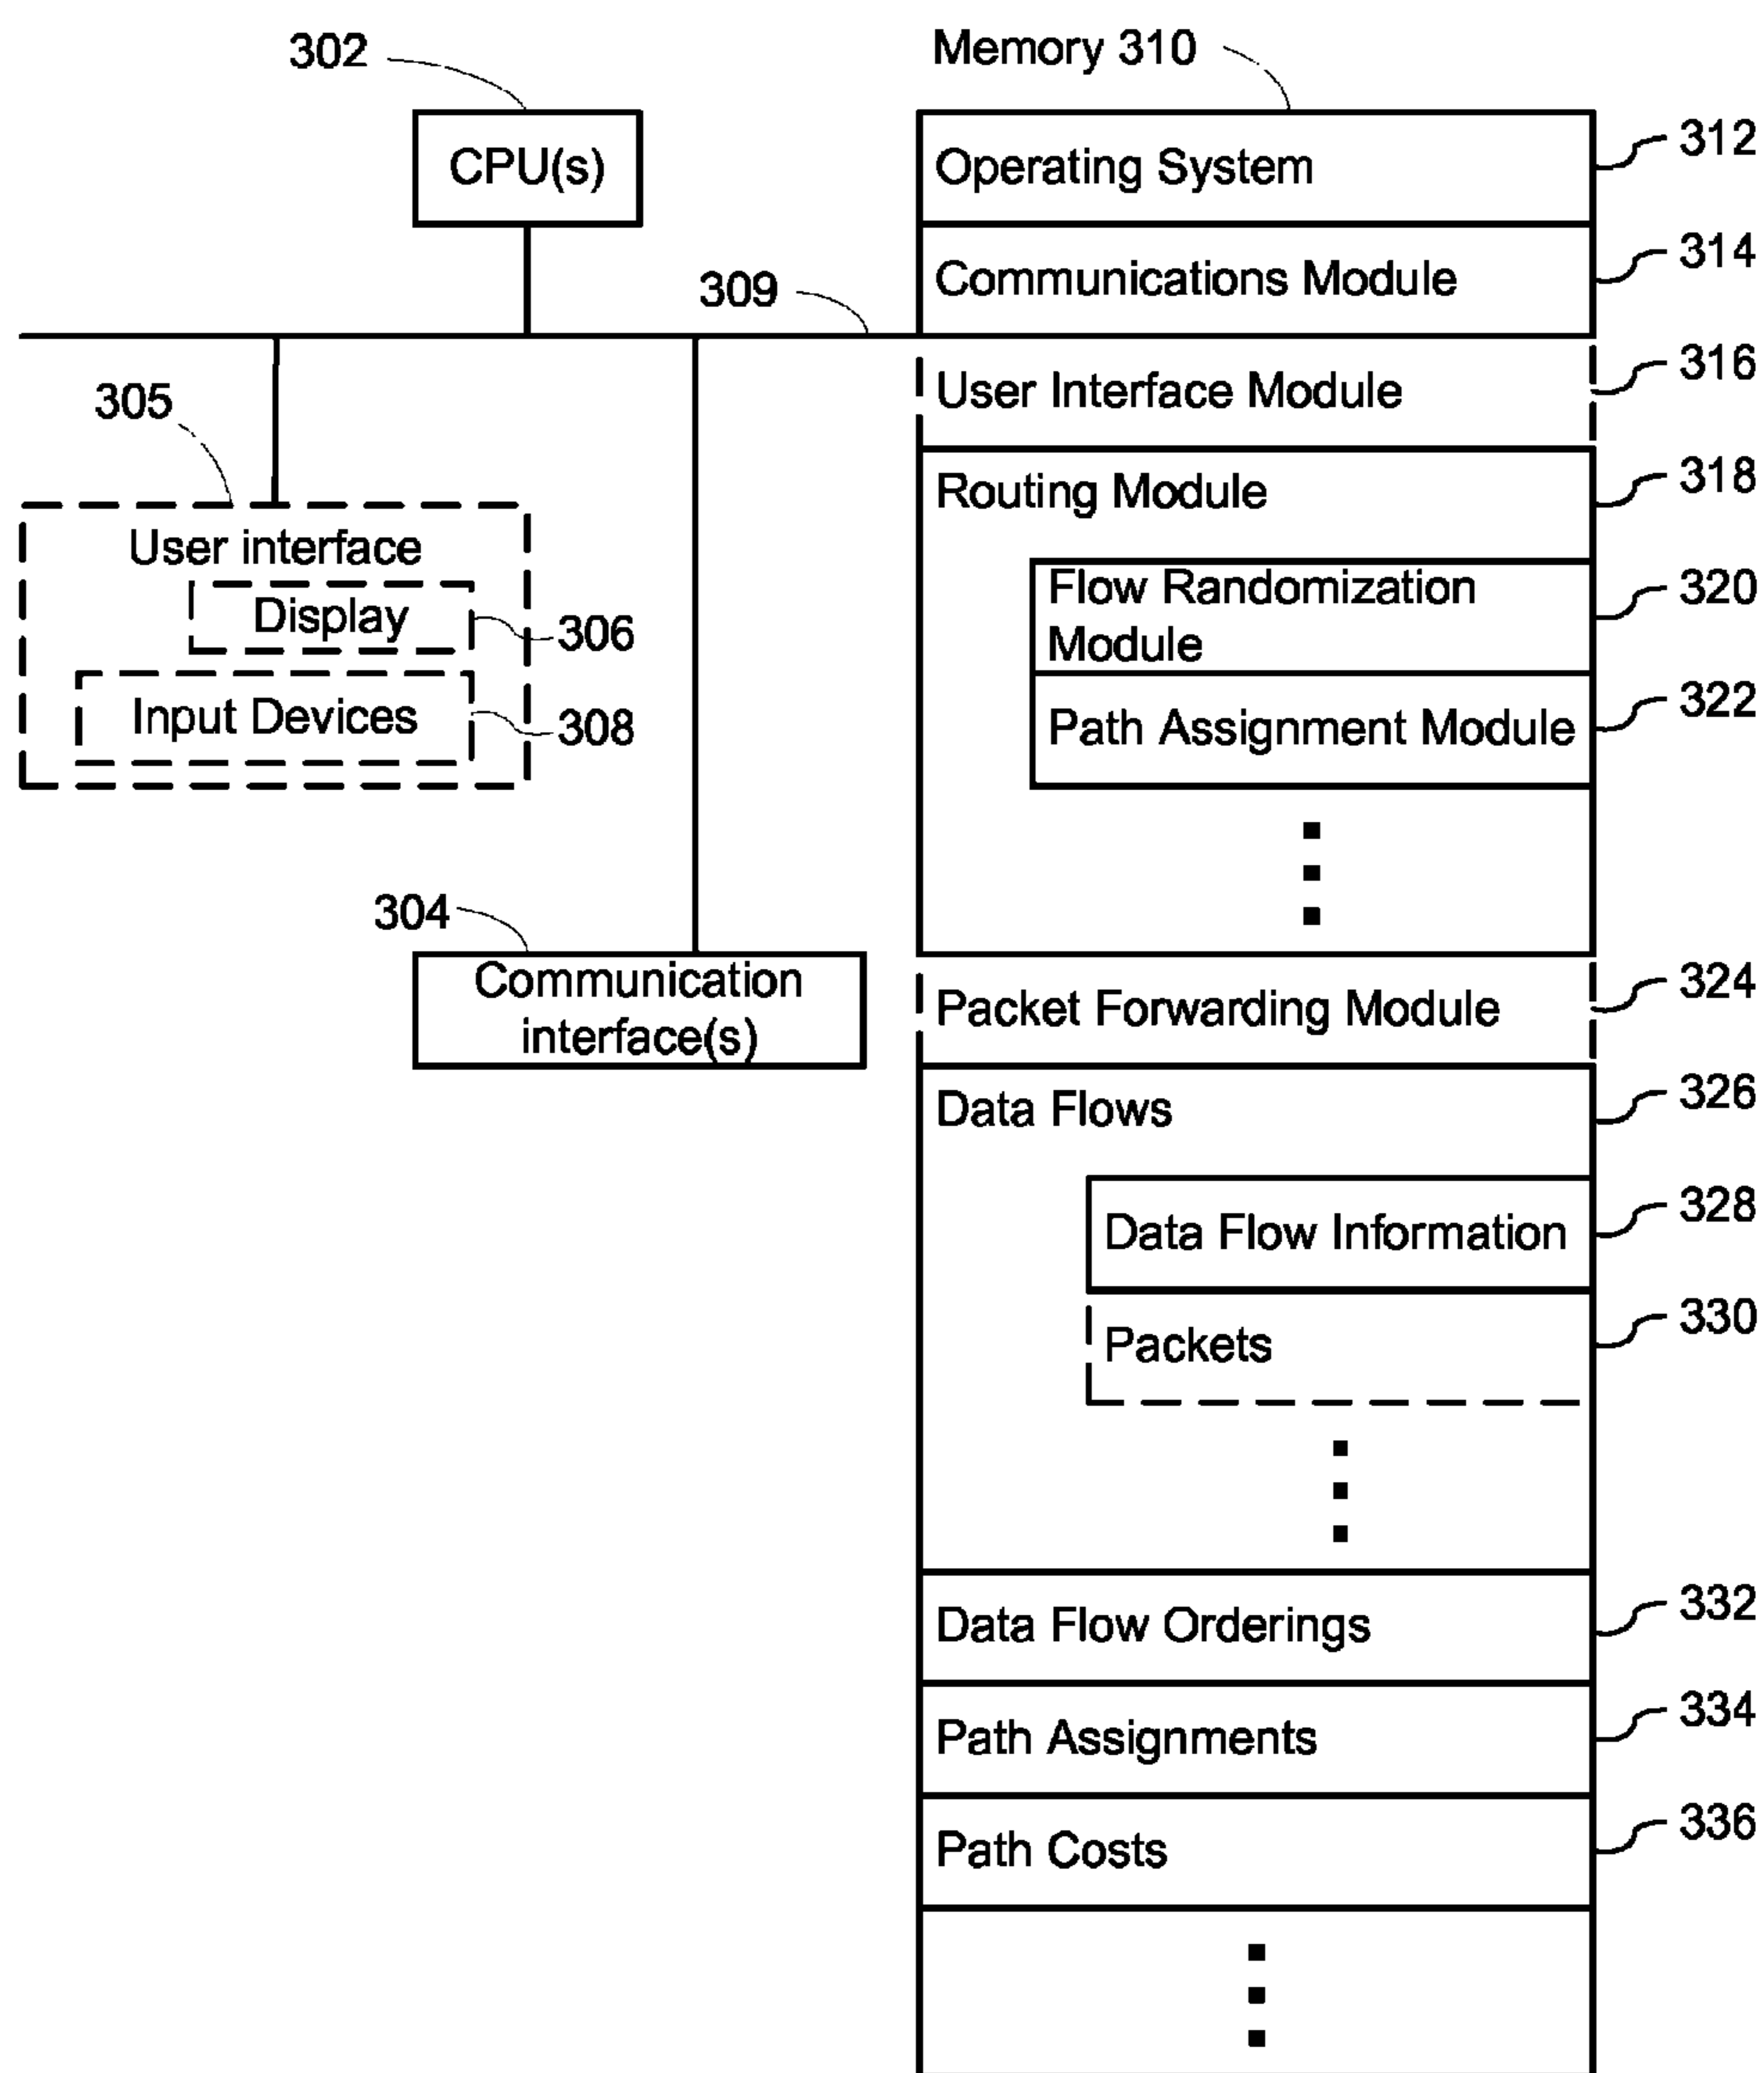 302
CPU(s)
309
305
User interface
Display
306
Input Devices
308
304
Communication
interface(s)
Memory 310
Operating System
312
Communications Module
314
User Interface Module
316
Routing Module
318
Flow Randomization
Module
320
Path Assignment Module
322
Packet Forwarding Module
324
Data Flows
326
Data Flow Information
328
Packets
330
Data Flow Orderings
332
Path Assignments
334
Path Costs
336